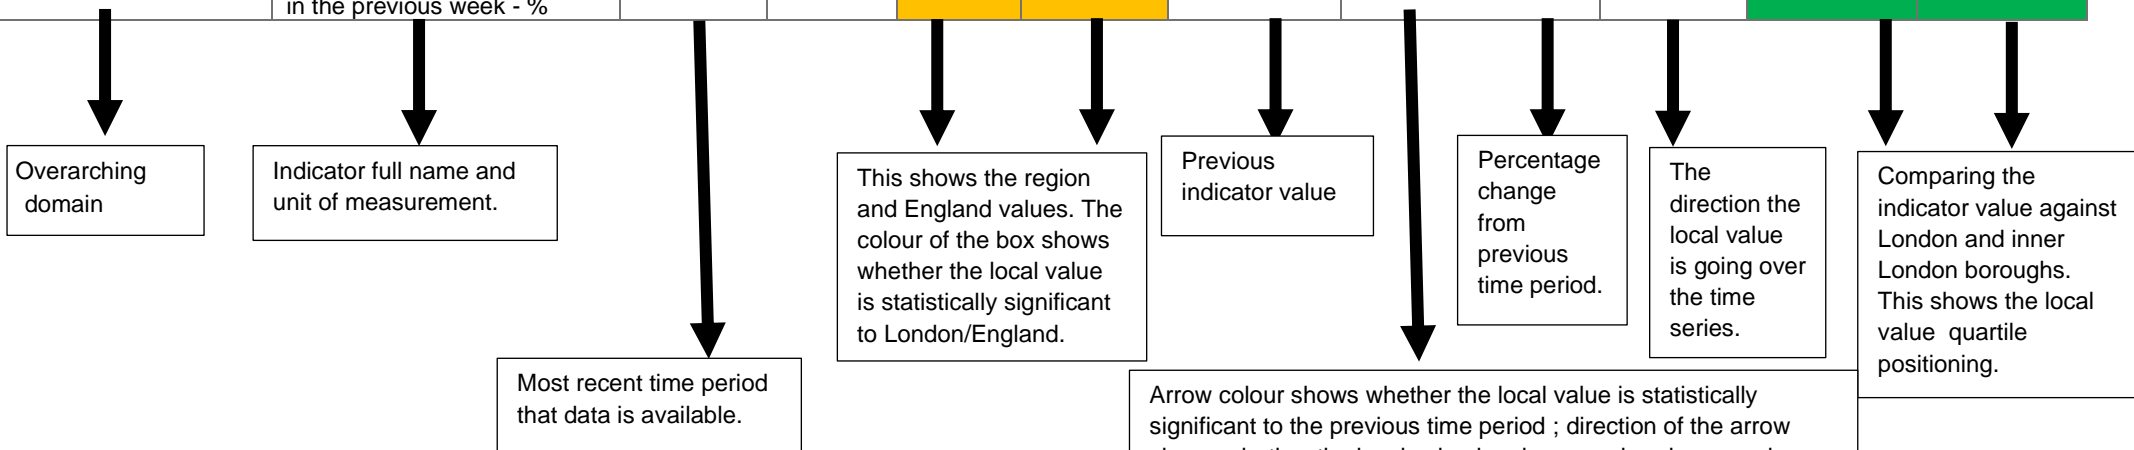 in the previous week - %
Overarching
domain
Indicator full name and
unit of measurement.
Most recent time period
that data is available.
This shows the region
and England values. The
colour of the box shows
whether the local value
is statistically significant
to London/England.
Previous
indicator value
Arrow colour shows whether the local value is statistically
significant to the previous time period ; direction of the arrow
Percentage
change
from
previous
time period.
The
direction the
local value
is going over
the time
series.
Comparing the
indicator value against
London and inner
London boroughs.
This shows the local
value quartile
positioning.